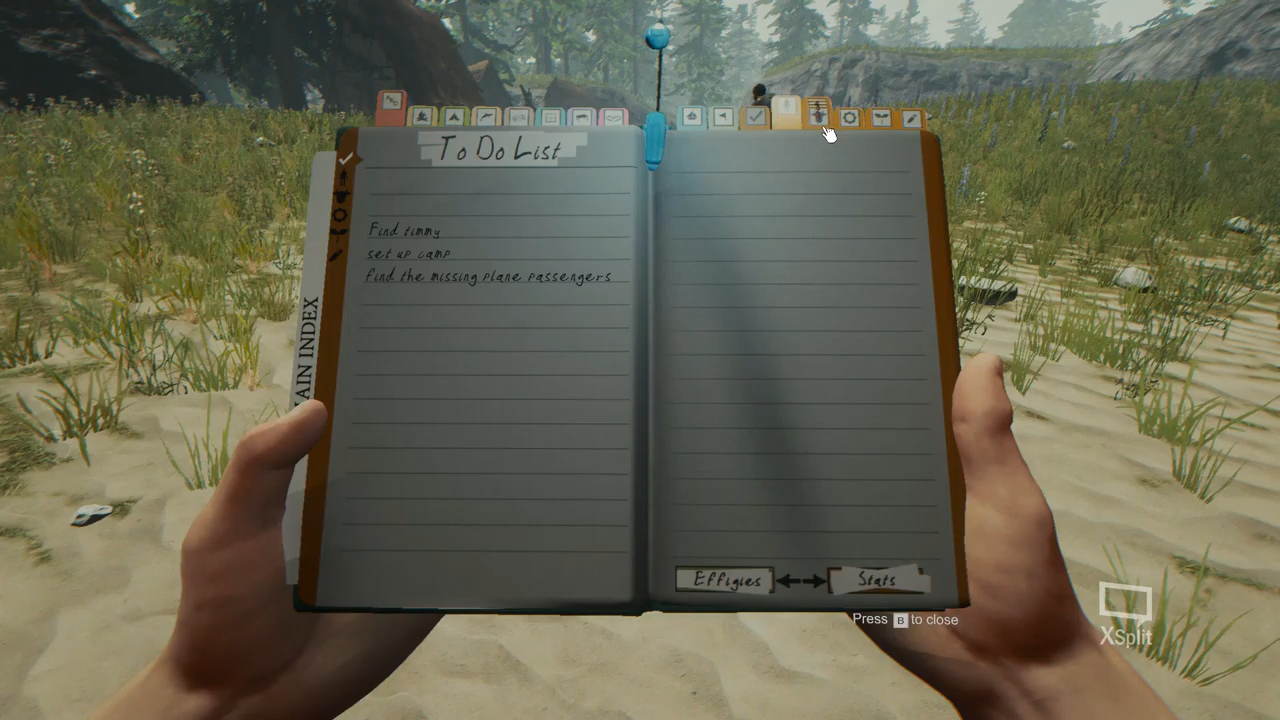 To Do List
Find timmy
set up camp
find the missing plane passengers
AIN INDEX
Effigies
Stats
Press B to close
XSplit